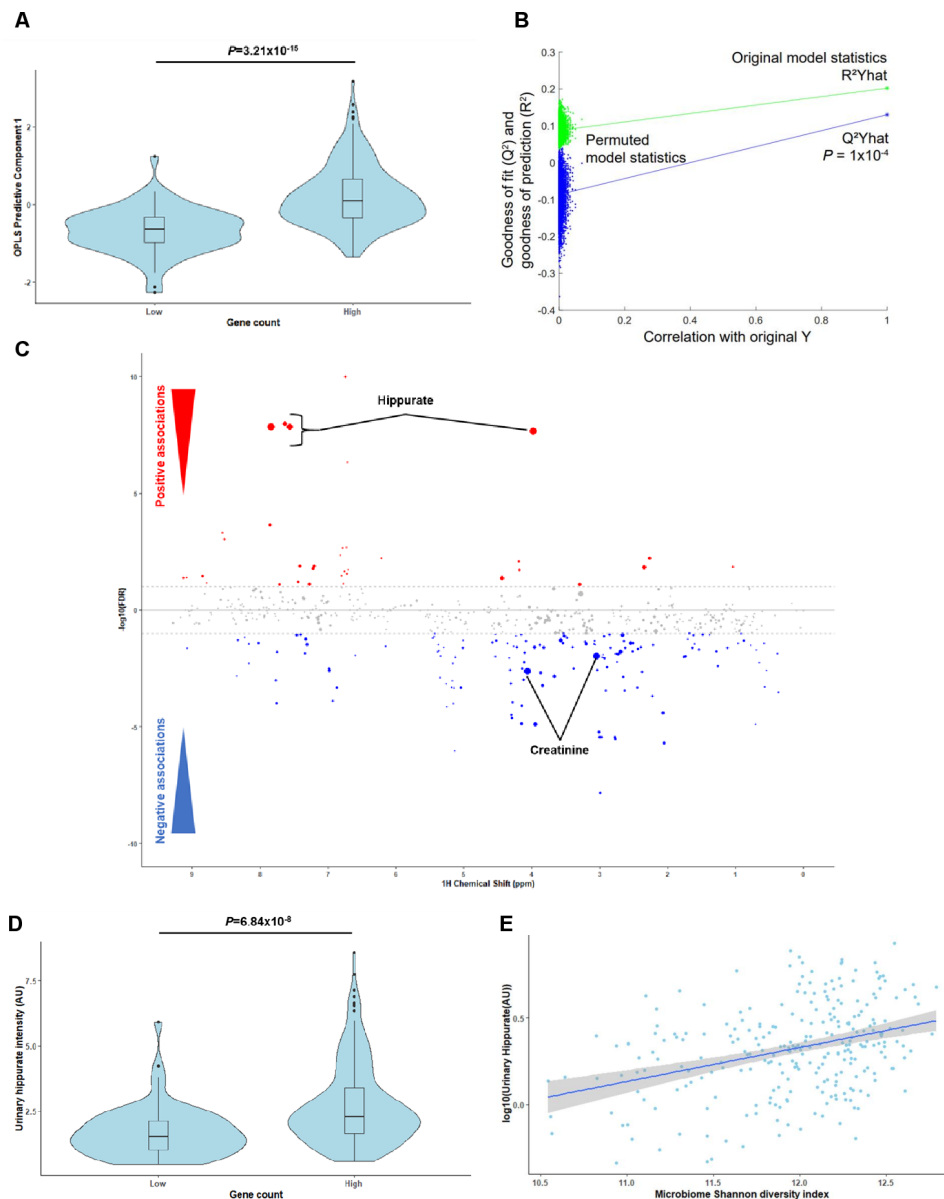 A
P=3.21x10⁻¹⁵
OPLS Predictive Component 1
2
0
-2
Low
High
Gene count
B
Goodness of fit (Q²) and
goodness of prediction (R²)
0.3
0.2
0.1
0
-0.1
-0.2
-0.3
-0.4
Original model statistics
R²Yhat
Permuted
model statistics
Q²Yhat
P = 1x10⁻⁴
0
0.2
0.4
0.6
0.8
1
Correlation with original Y
C
Positive associations
Negative associations
-log10(FDR)
10
5
0
-5
-10
Hippurate
Creatinine
9
8
7
6
5
4
3
2
1
0
1H Chemical Shift (ppm)
D
P=6.84x10⁻⁸
Urinary hippurate intensity (AU)
7.5
5.0
2.5
Low
High
Gene count
E
log10(Urinary Hippurate(AU))
0.5
0.0
10.5
11.0
11.5
12.0
12.5
Microbiome Shannon diversity index